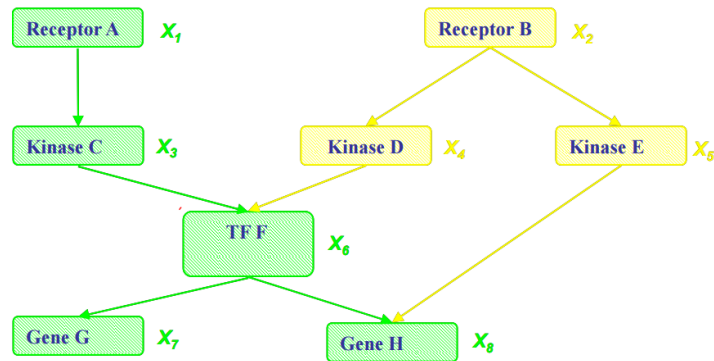 Receptor A X1 Receptor B X2
Kinase C X3 Kinase D X4 Kinase E X5
TF F X6
Gene G X7 Gene H X8